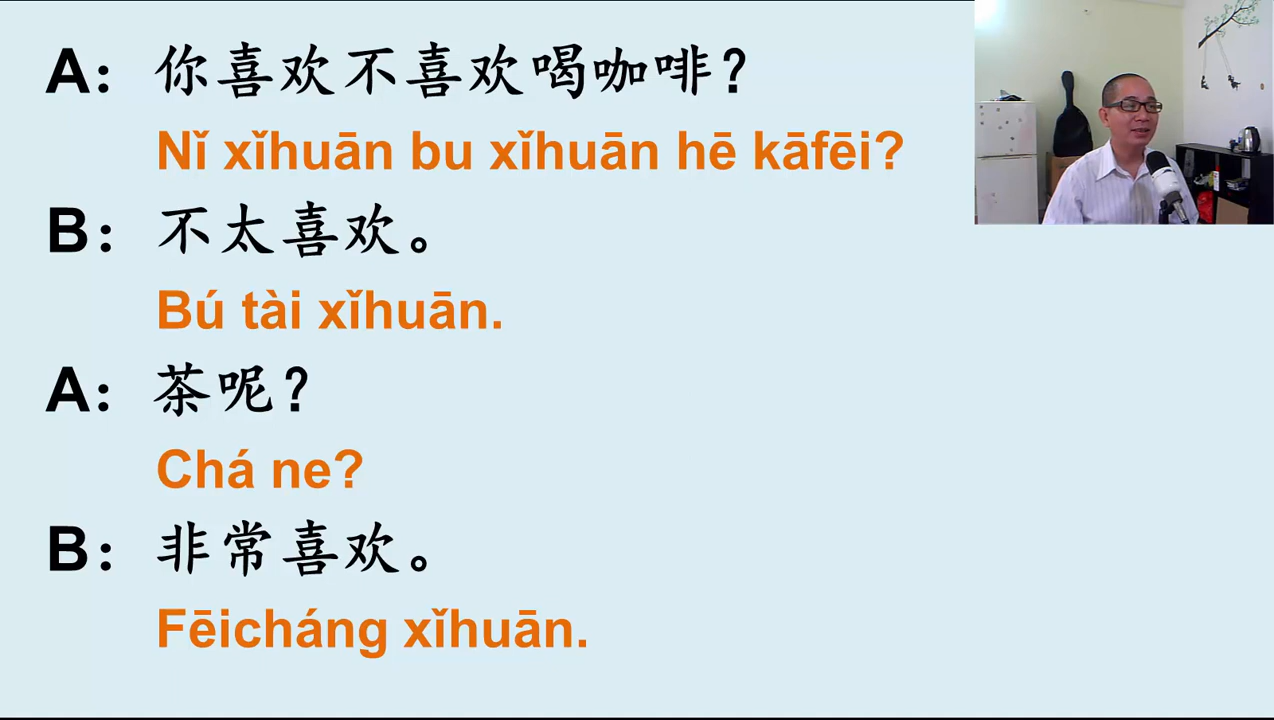 A：你喜欢不喜欢喝咖啡？
Nǐ xǐhuān bu xǐhuān hē kāfēi?
B：不太喜欢。
Bú tài xǐhuān.
A：茶呢？
Chá ne?
B：非常喜欢。
Fēicháng xǐhuān.